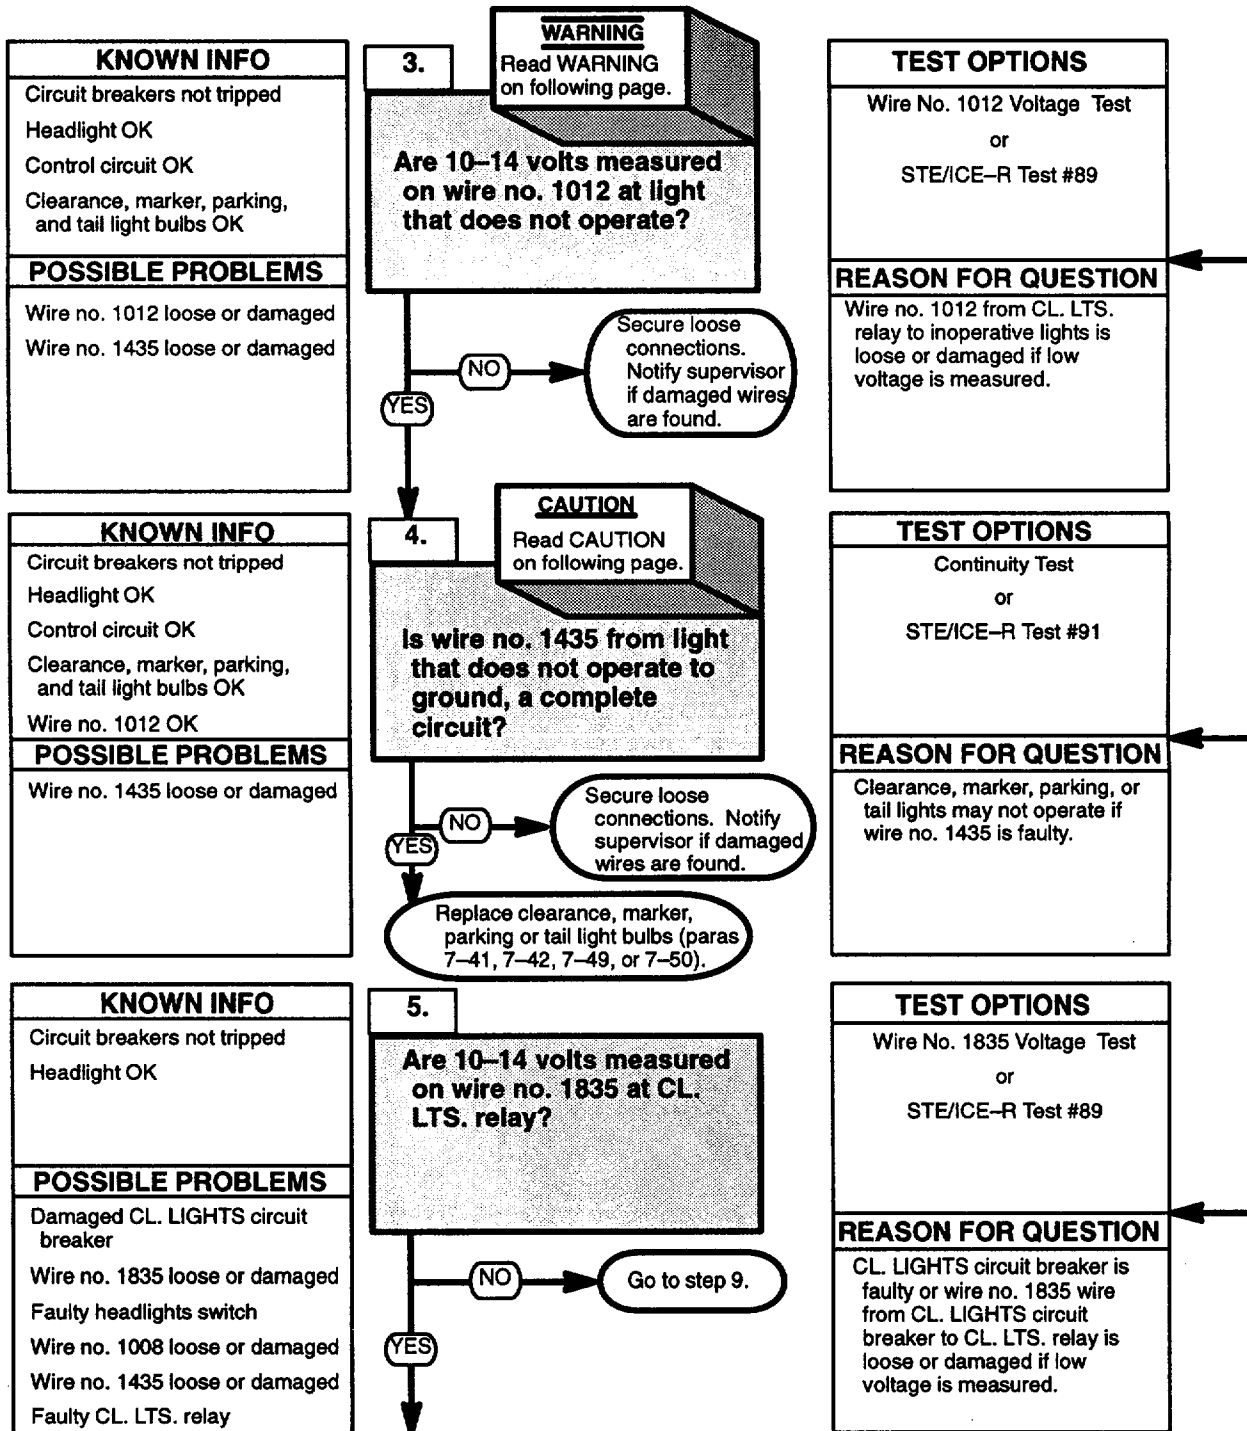 KNOWN INFO
Circuit breakers not tripped
Headlight OK
Control circuit OK
Clearance, marker, parking,
and tail light bulbs OK
POSSIBLE PROBLEMS
Wire no. 1012 loose or damaged
Wire no. 1435 loose or damaged
3.
WARNING
Read WARNING
on following page.
Are 10–14 volts measured
on wire no. 1012 at light
that does not operate?
NO
Secure loose
connections.
Notify supervisor
if damaged wires
are found.
YES
TEST OPTIONS
Wire No. 1012 Voltage Test
or
STE/ICE–R Test #89
REASON FOR QUESTION
Wire no. 1012 from CL. LTS.
relay to inoperative lights is
loose or damaged if low
voltage is measured.
KNOWN INFO
Circuit breakers not tripped
Headlight OK
Control circuit OK
Clearance, marker, parking,
and tail light bulbs OK
Wire no. 1012 OK
POSSIBLE PROBLEMS
Wire no. 1435 loose or damaged
4.
CAUTION
Read CAUTION
on following page.
Is wire no. 1435 from light
that does not operate to
ground, a complete
circuit?
NO
Secure loose
connections. Notify
supervisor if damaged
wires are found.
YES
Replace clearance, marker,
parking or tail light bulbs (paras
7–41, 7–42, 7–49, or 7–50).
TEST OPTIONS
Continuity Test
or
STE/ICE–R Test #91
REASON FOR QUESTION
Clearance, marker, parking, or
tail lights may not operate if
wire no. 1435 is faulty.
KNOWN INFO
Circuit breakers not tripped
Headlight OK
POSSIBLE PROBLEMS
Damaged CL. LIGHTS circuit
breaker
Wire no. 1835 loose or damaged
Faulty headlights switch
Wire no. 1008 loose or damaged
Wire no. 1435 loose or damaged
Faulty CL. LTS. relay
5.
Are 10–14 volts measured
on wire no. 1835 at CL.
LTS. relay?
NO
Go to step 9.
YES
TEST OPTIONS
Wire No. 1835 Voltage Test
or
STE/ICE–R Test #89
REASON FOR QUESTION
CL. LIGHTS circuit breaker is
faulty or wire no. 1835 wire
from CL. LIGHTS circuit
breaker to CL. LTS. relay is
loose or damaged if low
voltage is measured.